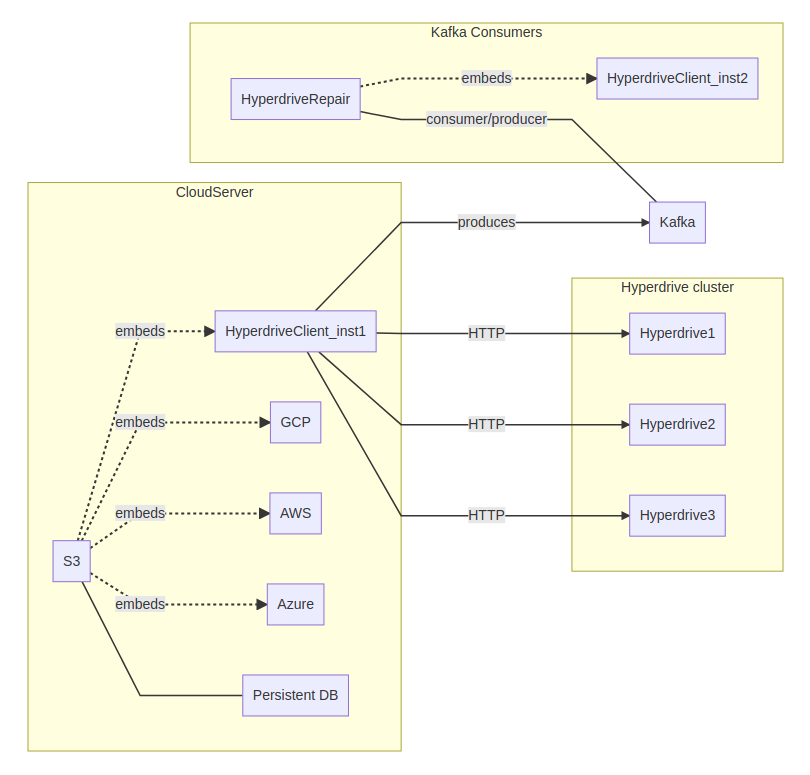 Kafka Consumers
embeds
HyperdriveClient_inst2
HyperdriveRepair
consumer/producer
CloudServer
produces
Kafka
Hyperdrive cluster
embeds
HyperdriveClient_inst1
HTTP
Hyperdrive1
embeds
GCP
HTTP
Hyperdrive2
embeds
AWS
HTTP
Hyperdrive3
S3
embeds
Azure
Persistent DB